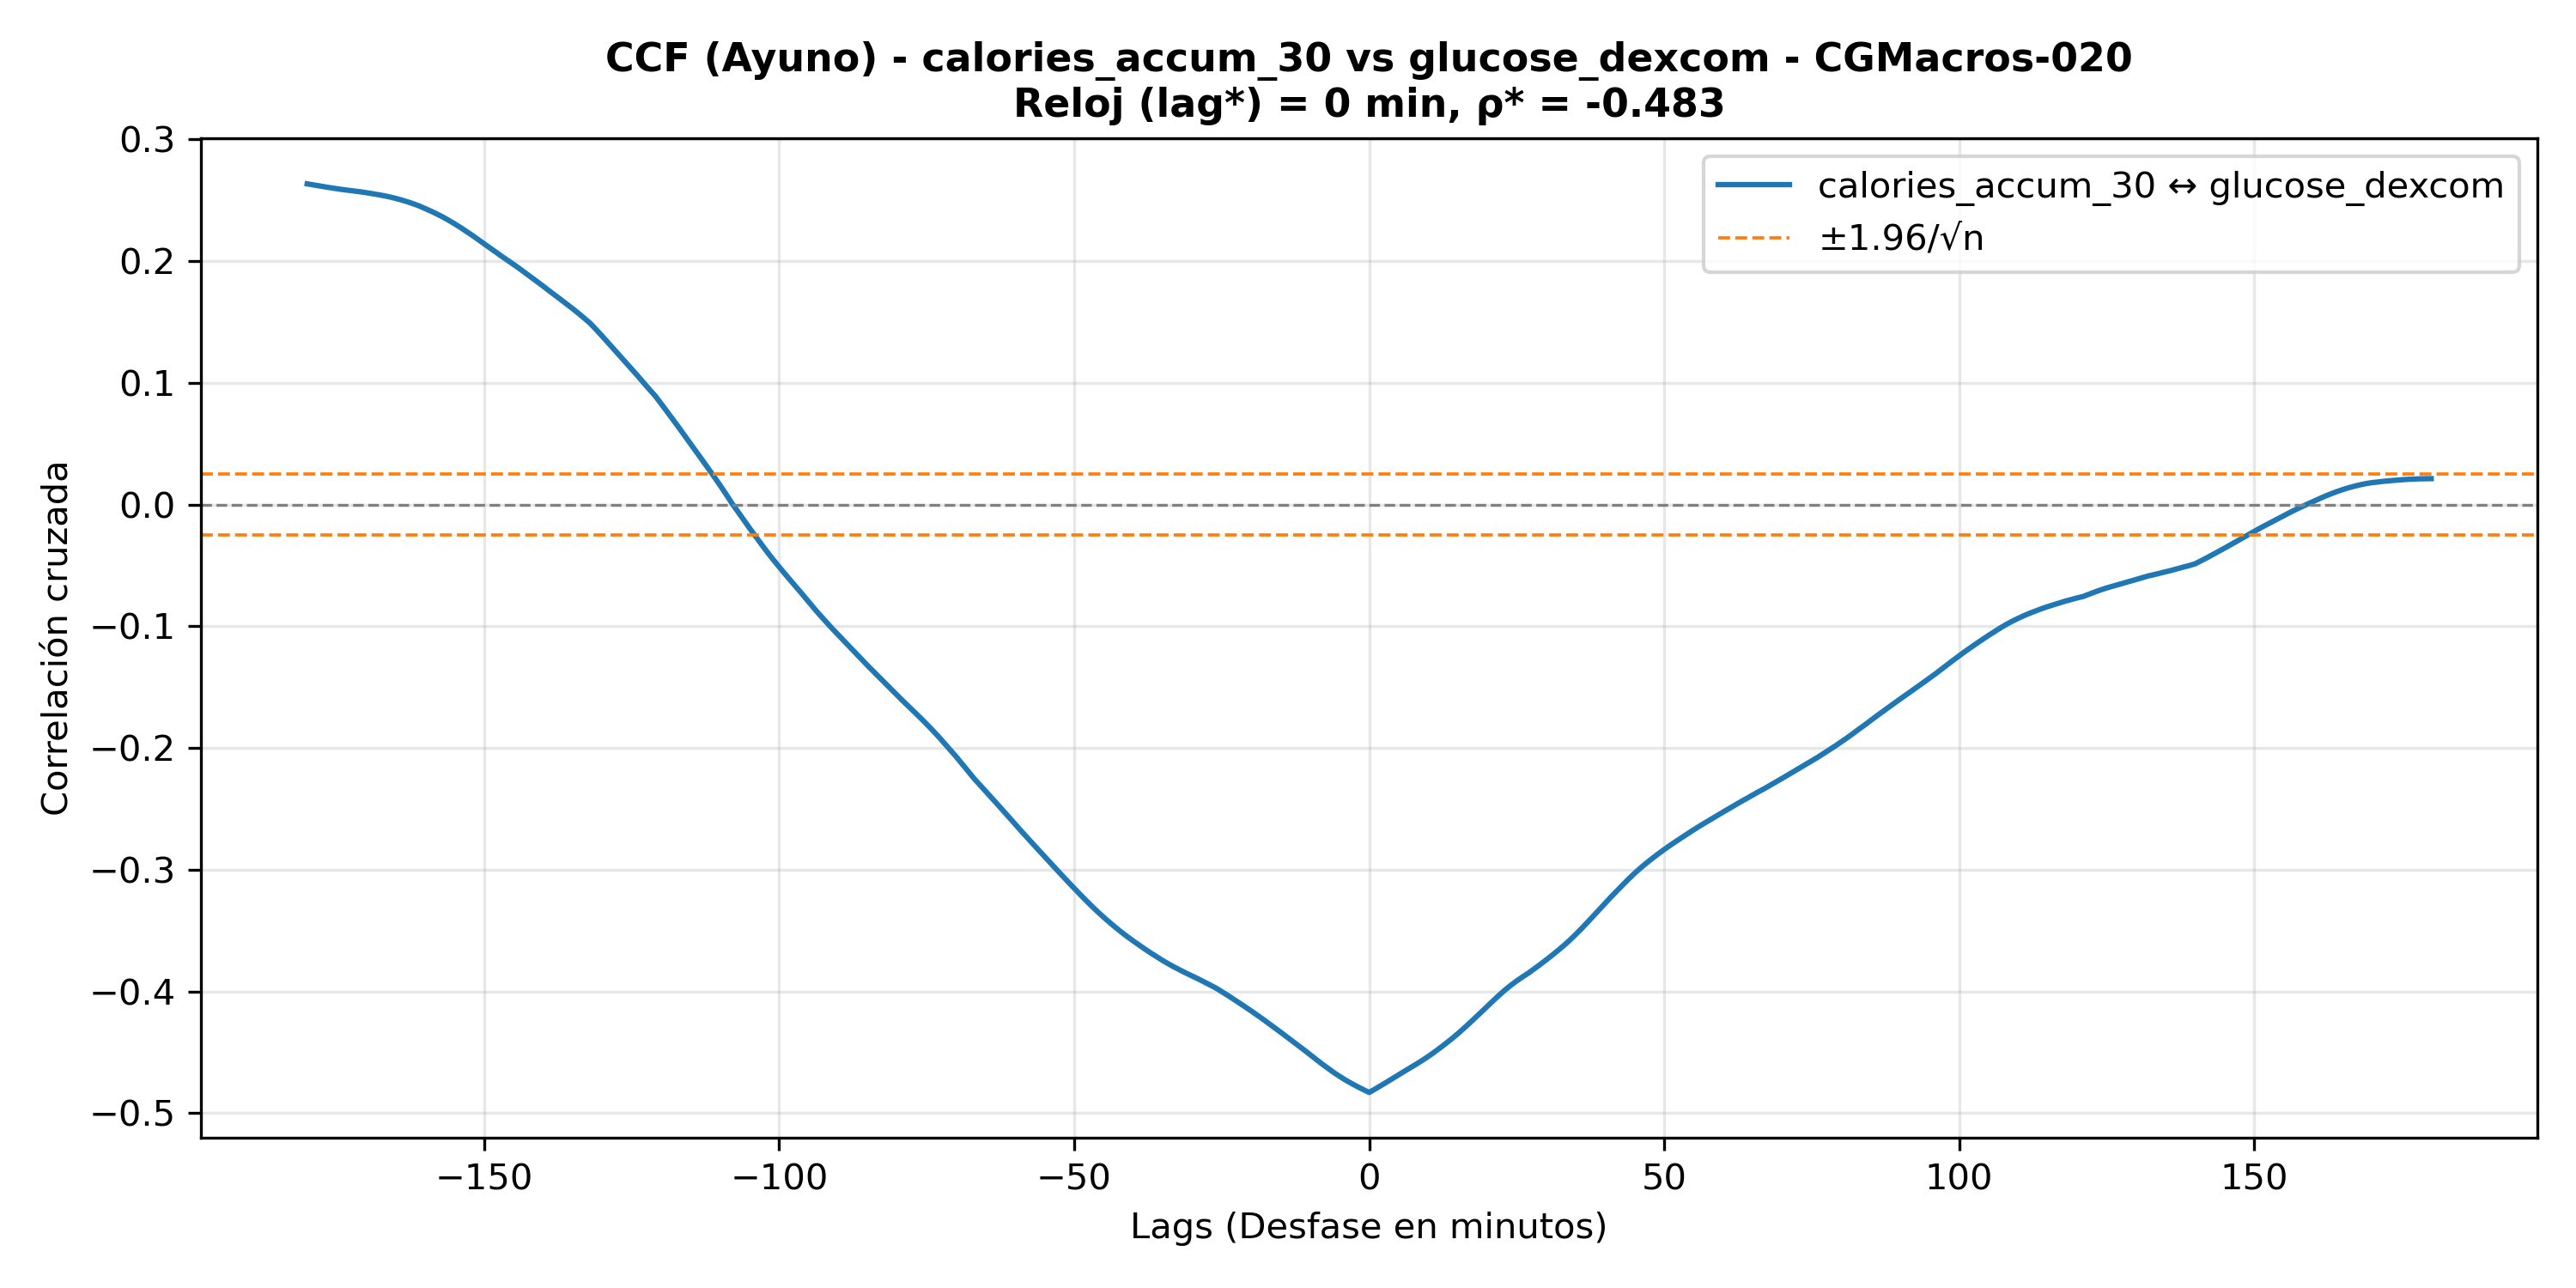 CCF (Ayuno) - calories_accum_30 vs glucose_dexcom - CGMacros-020
Reloj (lag*) = 0 min, ρ* = -0.483
calories_accum_30 ↔ glucose_dexcom
±1.96/√n
Correlación cruzada
0.3
0.2
0.1
0.0
−0.1
−0.2
−0.3
−0.4
−0.5
−150
−100
−50
0
50
100
150
Lags (Desfase en minutos)